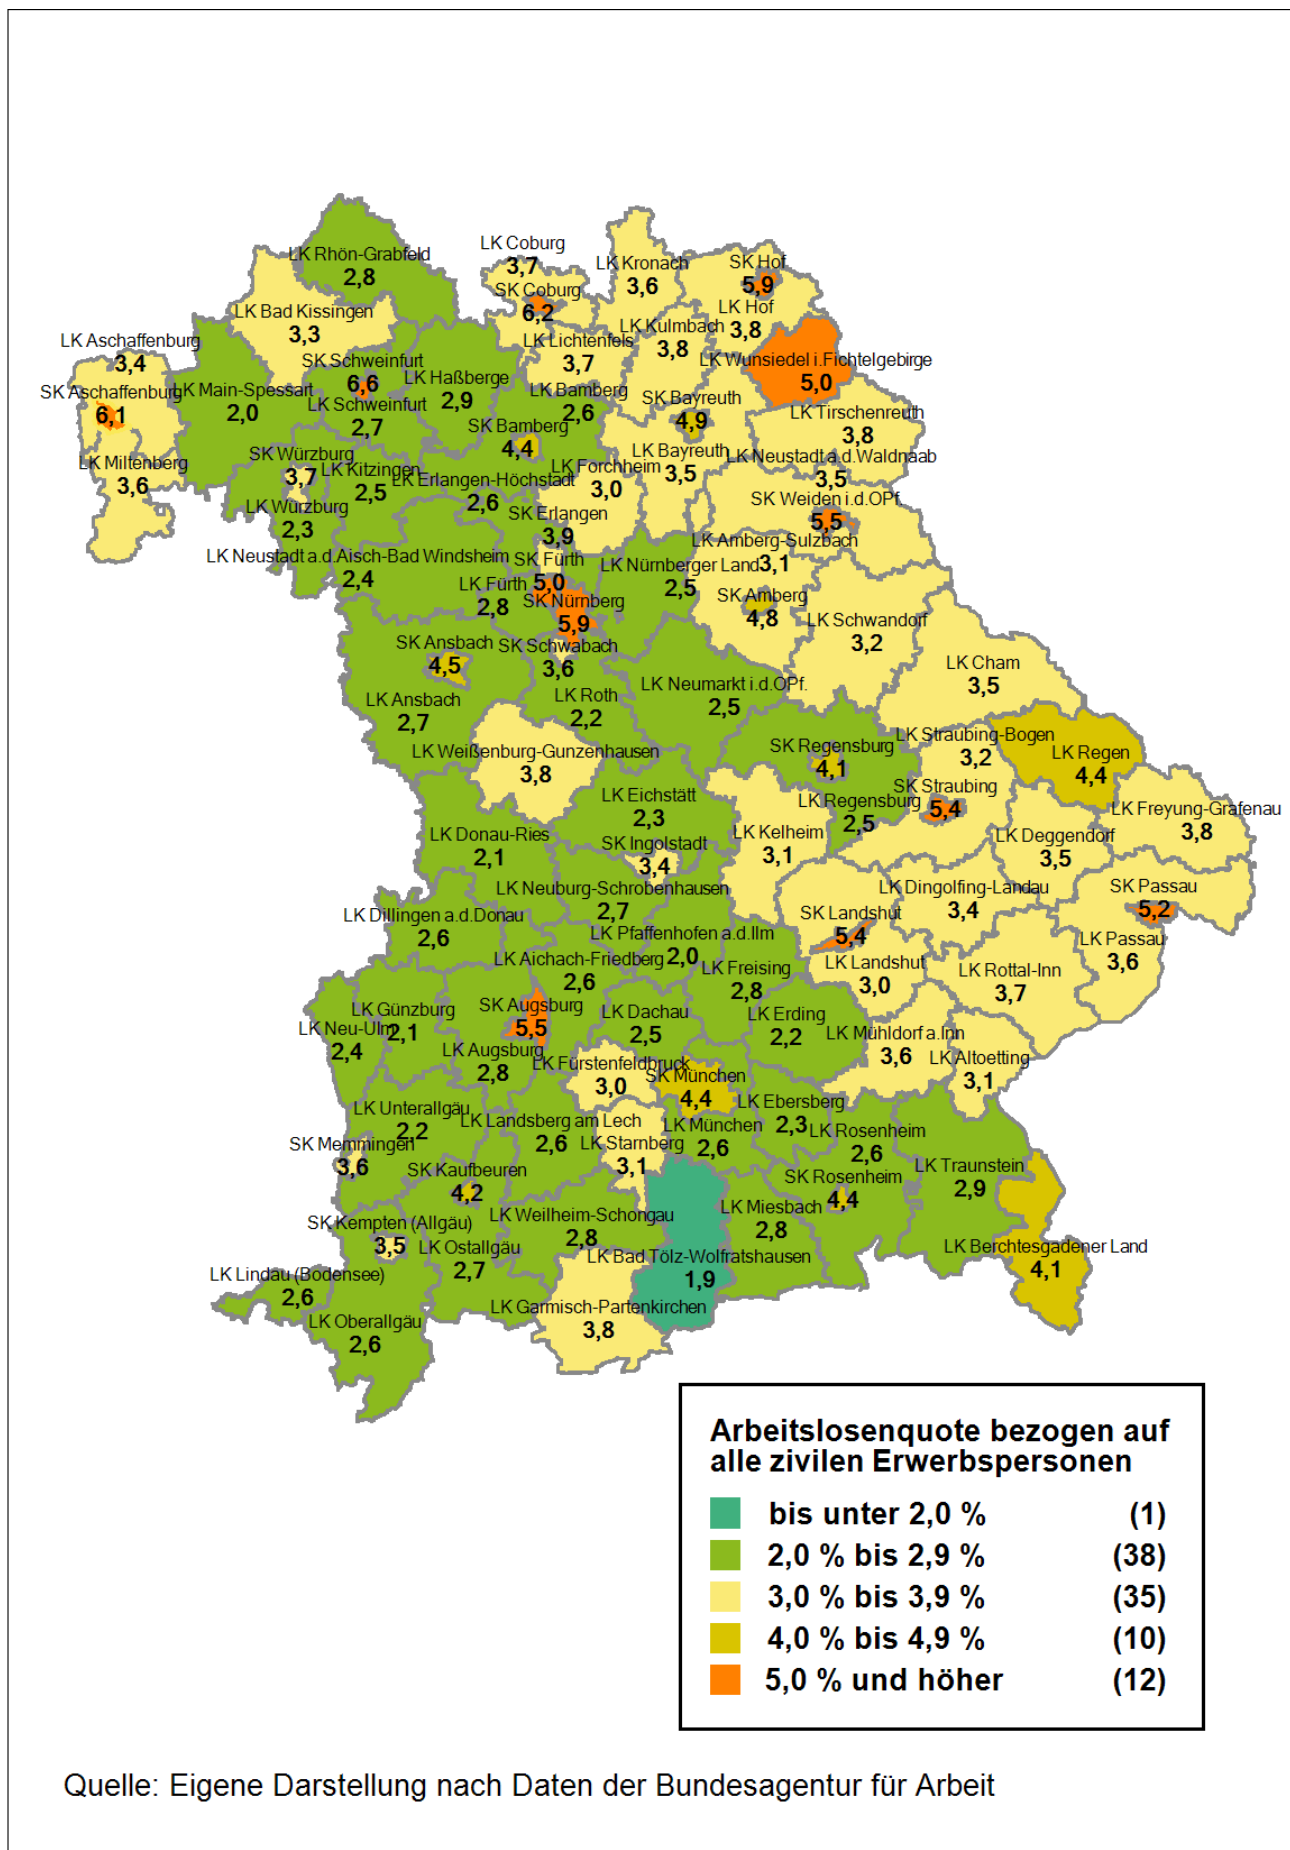 LK Coburg
3,7
LK Rhön-Grabfeld
2,8
LK Kronach
3,6
SK Hof
5,9
SK Coburg
6,2
LK Bad Kissingen
3,3
LK Hof
3,8
LK Kulmbach
3,8
LK Aschaffenburg
3,4
LK Lichtenfels
3,7
SK Schweinfurt
6,6
LK Wunsiedel i.Fichtelgebirge
5,0
LK Haßberge
2,9
SK Aschaffenburg
6,1
LK Main-Spessart
2,0
LK Bamberg
2,6
SK Bayreuth
4,9
LK Schweinfurt
2,7
LK Tirschenreuth
3,8
SK Bamberg
4,4
LK Bayreuth
3,5
SK Würzburg
3,7
LK Neustadt a.d.Waldnaab
3,5
LK Miltenberg
3,6
LK Kitzingen
2,5
LK Forchheim
3,0
LK Erlangen-Höchstadt
2,6
SK Weiden i.d.OPf.
5,5
LK Würzburg
2,3
SK Erlangen
3,9
LK Amberg-Sulzbach
3,1
LK Neustadt a.d.Aisch-Bad Windsheim
2,4
SK Fürth
5,0
LK Nürnberger Land
2,5
LK Fürth
2,8
SK Nürnberg
5,9
SK Amberg
4,8
LK Schwandorf
3,2
SK Ansbach
4,5
SK Schwabach
3,6
LK Cham
3,5
LK Neumarkt i.d.OPf.
2,5
LK Ansbach
2,7
LK Roth
2,2
LK Straubing-Bogen
3,2
SK Regensburg
4,1
LK Weißenburg-Gunzenhausen
3,8
LK Regen
4,4
SK Straubing
5,4
LK Eichstätt
2,3
LK Regensburg
2,5
LK Freyung-Grafenau
3,8
LK Donau-Ries
2,1
LK Kelheim
3,1
LK Deggendorf
3,5
SK Ingolstadt
3,4
LK Neuburg-Schrobenhausen
2,7
LK Dingolfing-Landau
3,4
SK Passau
5,2
LK Dillingen a.d.Donau
2,6
SK Landshut
5,4
LK Pfaffenhofen a.d.Ilm
2,0
LK Passau
3,6
LK Aichach-Friedberg
2,6
LK Freising
2,8
LK Landshut
3,0
LK Rottal-Inn
3,7
LK Günzburg
2,1
SK Augsburg
5,5
LK Dachau
2,5
LK Erding
2,2
LK Neu-Ulm
2,4
LK Mühldorf a.Inn
3,6
LK Augsburg
2,8
LK Altoetting
3,1
LK Fürstenfeldbruck
3,0
SK München
4,4
LK Ebersberg
2,3
LK Unterallgäu
2,2
LK Landsberg am Lech
2,6
LK München
2,6
LK Rosenheim
2,6
SK Memmingen
3,6
LK Starnberg
3,1
LK Traunstein
2,9
SK Kaufbeuren
4,2
SK Rosenheim
4,4
LK Miesbach
2,8
LK Weilheim-Schongau
2,8
SK Kempten (Allgäu)
3,5
LK Ostallgäu
2,7
LK Berchtesgadener Land
4,1
LK Bad Tölz-Wolfratshausen
1,9
LK Lindau (Bodensee)
2,6
LK Garmisch-Partenkirchen
3,8
LK Oberallgäu
2,6
Arbeitslosenquote bezogen auf
alle zivilen Erwerbspersonen
bis unter 2,0 % (1)
2,0 % bis 2,9 % (38)
3,0 % bis 3,9 % (35)
4,0 % bis 4,9 % (10)
5,0 % und höher (12)
Quelle: Eigene Darstellung nach Daten der Bundesagentur für Arbeit